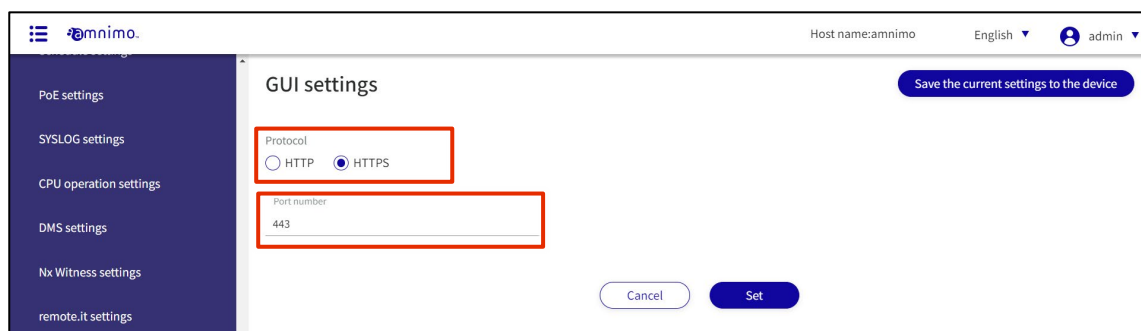 amnimo
Host name:amnimo
English
admin
PoE settings
SYSLOG settings
CPU operation settings
DMS settings
Nx Witness settings
remote.it settings
GUI settings
Save the current settings to the device
Protocol
HTTP
HTTPS
Port number
443
Cancel
Set